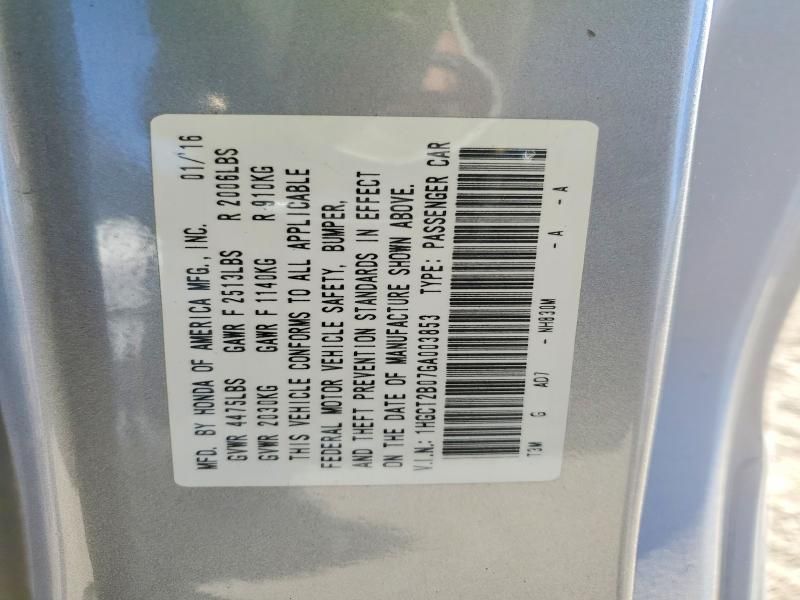 MFD. BY HONDA OF AMERICA MFG., INC. 01/'16
GVWR 4475LBS GAWR F 2513LBS R 2006LBS
GVWR 2030KG GAWR F 1140KG R 910KG
THIS VEHICLE CONFORMS TO ALL APPLICABLE
FEDERAL MOTOR VEHICLE SAFETY, BUMPER,
AND THEFT PREVENTION STANDARDS IN EFFECT
ON THE DATE OF MANUFACTURE SHOWN ABOVE.
V.I.N.: 1HGCT2B07GA003853 TYPE: PASSENGER CAR
T3M G AD7 - NH830M - A - A